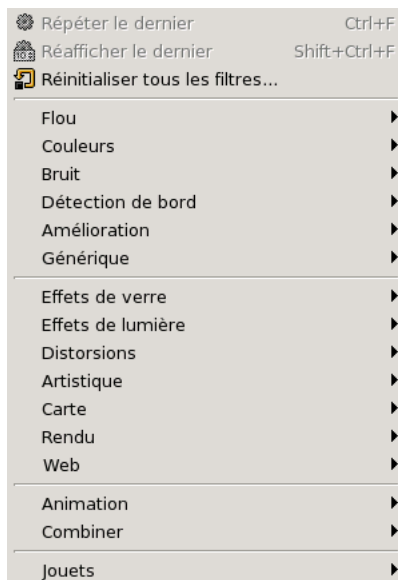 Répéter le dernier Ctrl+F
Réafficher le dernier Shift+Ctrl+F
Réinitialiser tous les filtres...
Flou
Couleurs
Bruit
Détection de bord
Amélioration
Générique
Effets de verre
Effets de lumière
Distorsions
Artistique
Carte
Rendu
Web
Animation
Combiner
Jouets